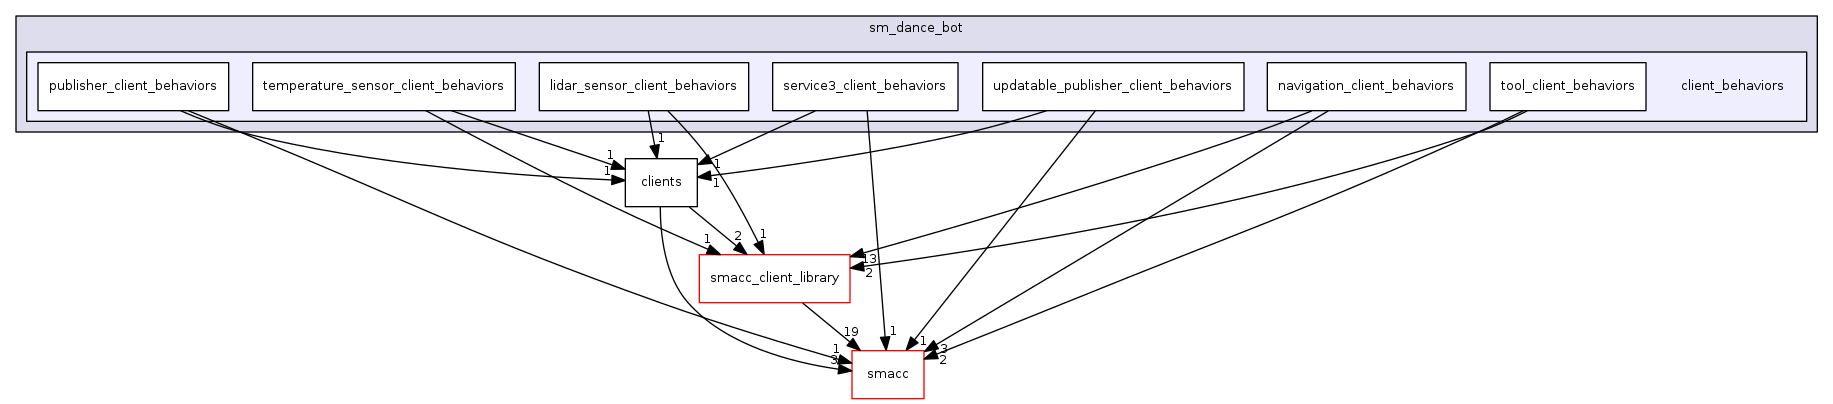 sm_dance_bot
publisher_client_behaviors
temperature_sensor_client_behaviors
lidar_sensor_client_behaviors
service3_client_behaviors
updatable_publisher_client_behaviors
navigation_client_behaviors
tool_client_behaviors
client_behaviors
1
1
1
1
1
clients
1
2
1
13
2
smacc_client_library
19
1
1
3
2
1
3
smacc